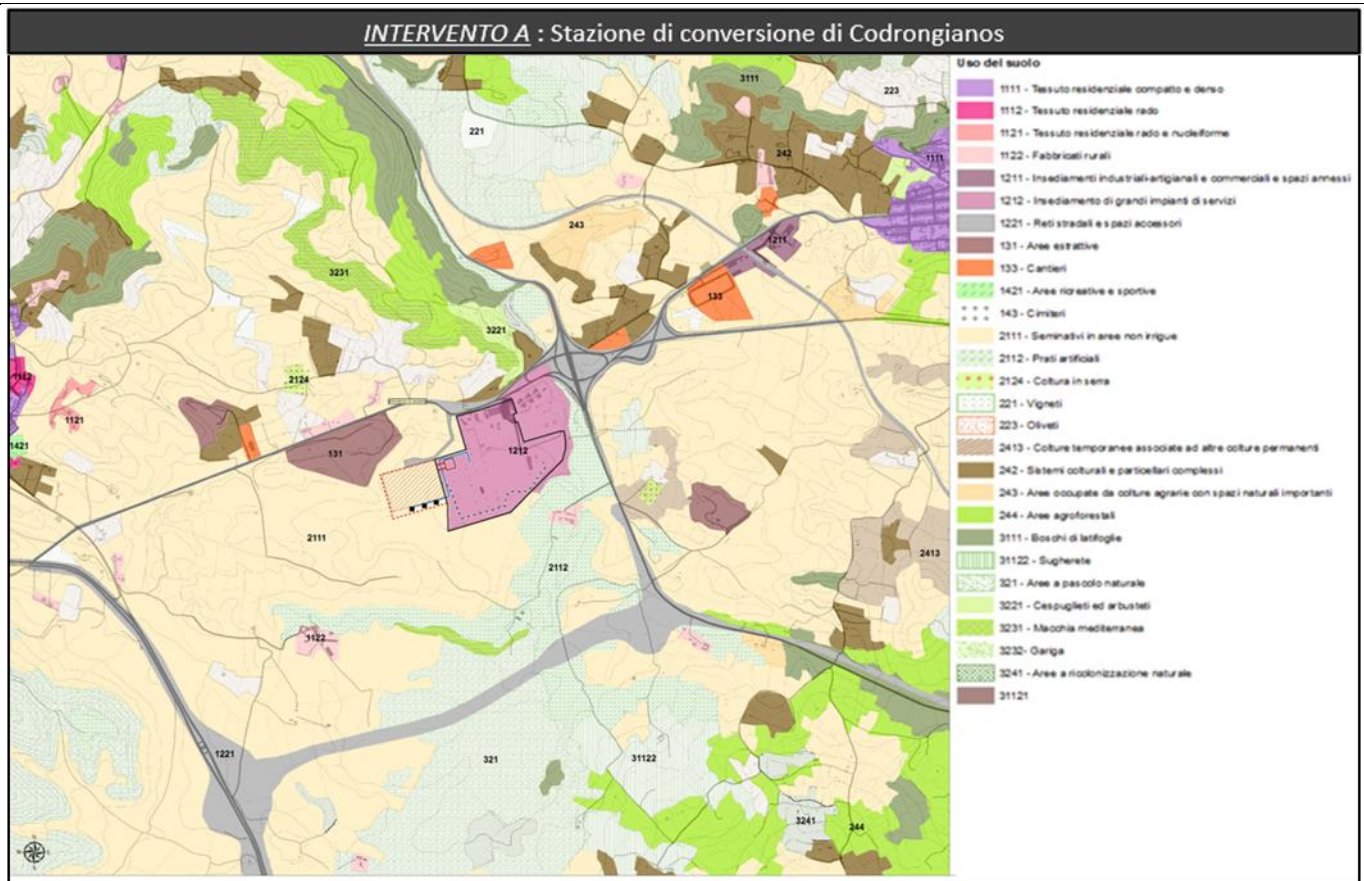 INTERVENTO A : Stazione di conversione di Codrongianos
Uso del suolo
1111 - Tessuto residenziale compatto e denso
1112 - Tessuto residenziale rado
1121 - Tessuto residenziale rado e nucleiforme
1122 - Fabbricati rurali
1211 - Insediamenti industriali-artigianali e commerciali e spazi annessi
1212 - Insediamento di grandi impianti di servizi
1221 - Reti stradali e spazi accessori
131 - Aree estrattive
133 - Cantieri
1421 - Aree ricreative e sportive
143 - Cimiteri
2111 - Seminativi in aree non irrigue
2112 - Prati artificiali
2124 - Coltura in serra
221 - Vigneti
223 - Oliveti
2413 - Colture temporanee associate ad altre colture permanenti
242 - Sistemi colturali e particellari complessi
243 - Aree occupate da colture agrarie con spazi naturali importanti
244 - Aree agroforestali
3111 - Boschi di latifoglie
31122 - Sugherete
321 - Aree a pascolo naturale
3221 - Cespuglieti ed arbusteti
3231 - Macchia mediterranea
3232- Gariga
3241 - Aree a ricolonizzazione naturale
31121
3111
223
221
242
1111
243
1211
3231
133
3221
1112
2124
1121
1421
131
1212
2111
2413
2112
1122
1221
321
31122
3241
244